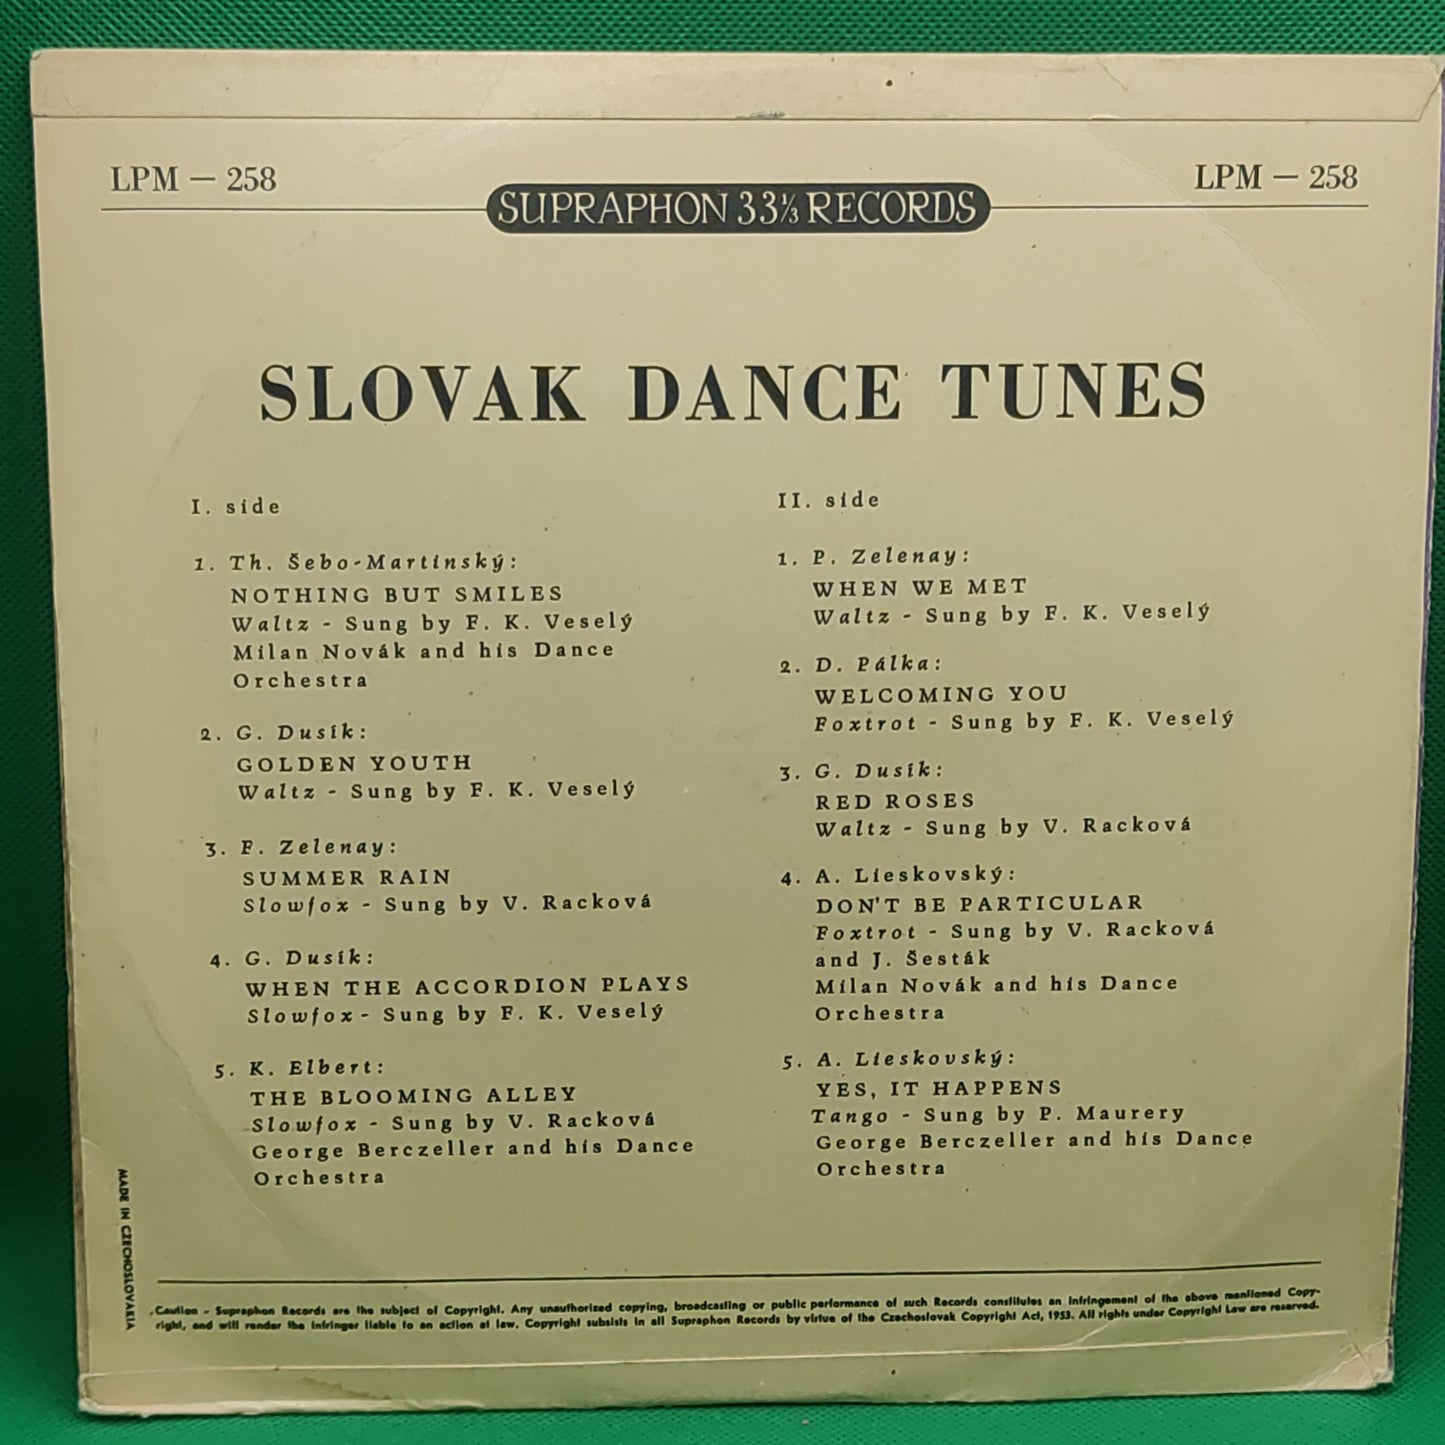 LPM — 258
LPM — 258
SUPRAPHON 33⅓ RECORDS
SLOVAK DANCE TUNES
I. side
1. Th. Šebo-Martinský:
NOTHING BUT SMILES
Waltz - Sung by F. K. Veselý
Milan Novák and his Dance
Orchestra
2. G. Dusík:
GOLDEN YOUTH
Waltz - Sung by F. K. Veselý
3. F. Zelenay:
SUMMER RAIN
Slowfox - Sung by V. Racková
4. G. Dusík:
WHEN THE ACCORDION PLAYS
Slowfox - Sung by F. K. Veselý
5. K. Elbert:
THE BLOOMING ALLEY
Slowfox - Sung by V. Racková
George Berczeller and his Dance
Orchestra
II. side
1. P. Zelenay:
WHEN WE MET
Waltz - Sung by F. K. Veselý
2. D. Pálka:
WELCOMING YOU
Foxtrot - Sung by F. K. Veselý
3. G. Dusík:
RED ROSES
Waltz - Sung by V. Racková
4. A. Lieskovský:
DON'T BE PARTICULAR
Foxtrot - Sung by V. Racková
and J. Šesták
Milan Novák and his Dance
Orchestra
5. A. Lieskovský:
YES, IT HAPPENS
Tango - Sung by P. Maurery
George Berczeller and his Dance
Orchestra
MADE IN CZECHOSLOVAKIA
Caution - Supraphon Records are the subject of Copyright. Any unauthorized copying, broadcasting or public performance of such Records constitutes an infringement of the above mentioned Copy-
right, and will render the infringer liable to an action at law. Copyright subsists in all Supraphon Records by virtue of the Czechoslovak Copyright Act, 1953. All rights under Copyright Law are reserved.